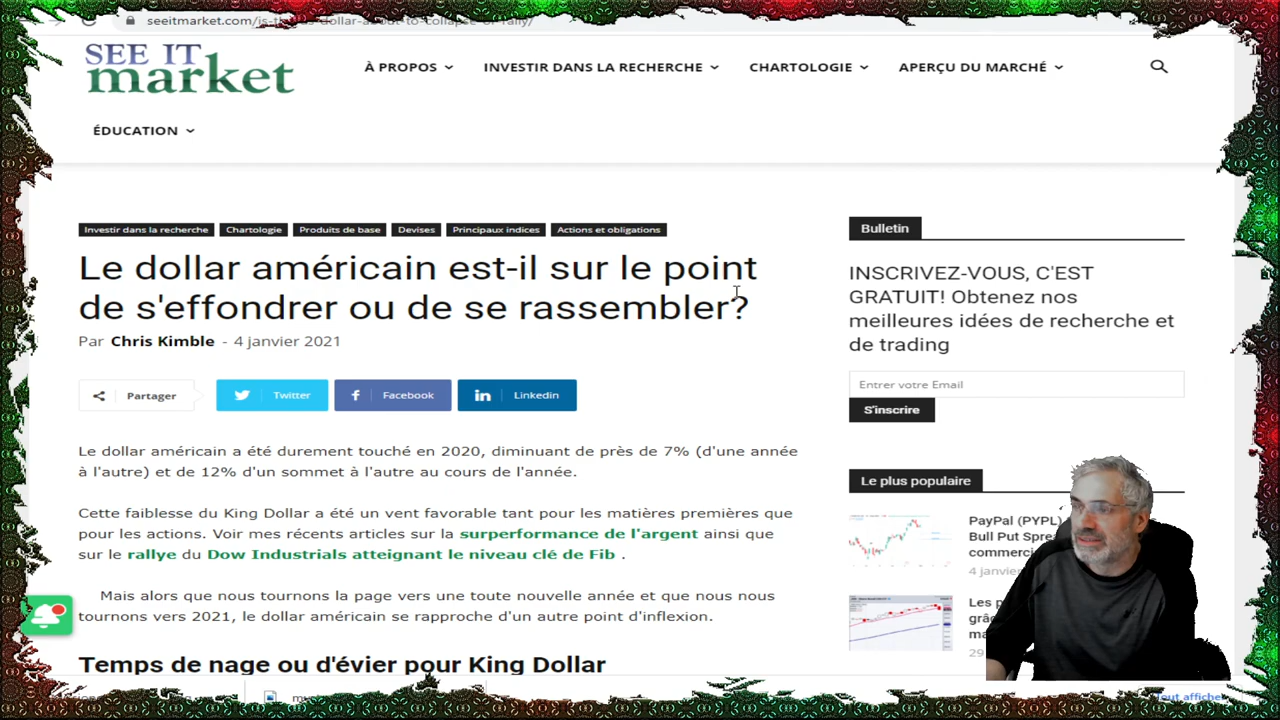 seeitmarket.com/is-the-us-dollar-about-to-collapse-or-rally/
SEE IT
market
À PROPOS
INVESTIR DANS LA RECHERCHE
CHARTOLOGIE
APERÇU DU MARCHÉ
ÉDUCATION
Investir dans la recherche
Chartologie
Produits de base
Devises
Principaux indices
Actions et obligations
Le dollar américain est-il sur le point
de s'effondrer ou de se rassembler?
Par Chris Kimble - 4 janvier 2021
Partager
Twitter
Facebook
Linkedin
Le dollar américain a été durement touché en 2020, diminuant de près de 7% (d'une année
à l'autre) et de 12% d'un sommet à l'autre au cours de l'année.
Cette faiblesse du King Dollar a été un vent favorable tant pour les matières premières que
pour les actions. Voir mes récents articles sur la surperformance de l'argent ainsi que
sur le rallye du Dow Industrials atteignant le niveau clé de Fib .
Mais alors que nous tournons la page vers une toute nouvelle année et que nous nous
tournons vers 2021, le dollar américain se rapproche d'un autre point d'inflexion.
Temps de nage ou d'évier pour King Dollar
Bulletin
INSCRIVEZ-VOUS, C'EST
GRATUIT! Obtenez nos
meilleures idées de recherche et
de trading
Entrer votre Email
S'inscrire
Le plus populaire
PayPal (PYPL)
Bull Put Sprea
commerci
4 janvie
Les p
grâ
ma
29
Tout affiche